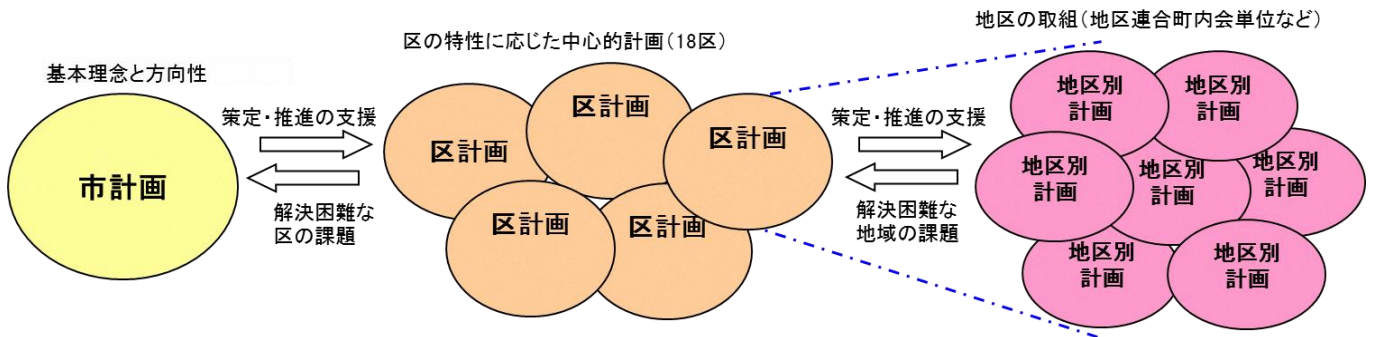 基本理念と方向性
市計画
策定・推進の支援
解決困難な
区の課題
区の特性に応じた中心的計画(18区)
区計画
区計画
区計画
区計画
区計画
策定・推進の支援
解決困難な
地域の課題
地区の取組(地区連合町内会単位など)
地区別
計画
地区別
計画
地区別
計画
地区別
計画
地区別
計画
地区別
計画
地区別
計画